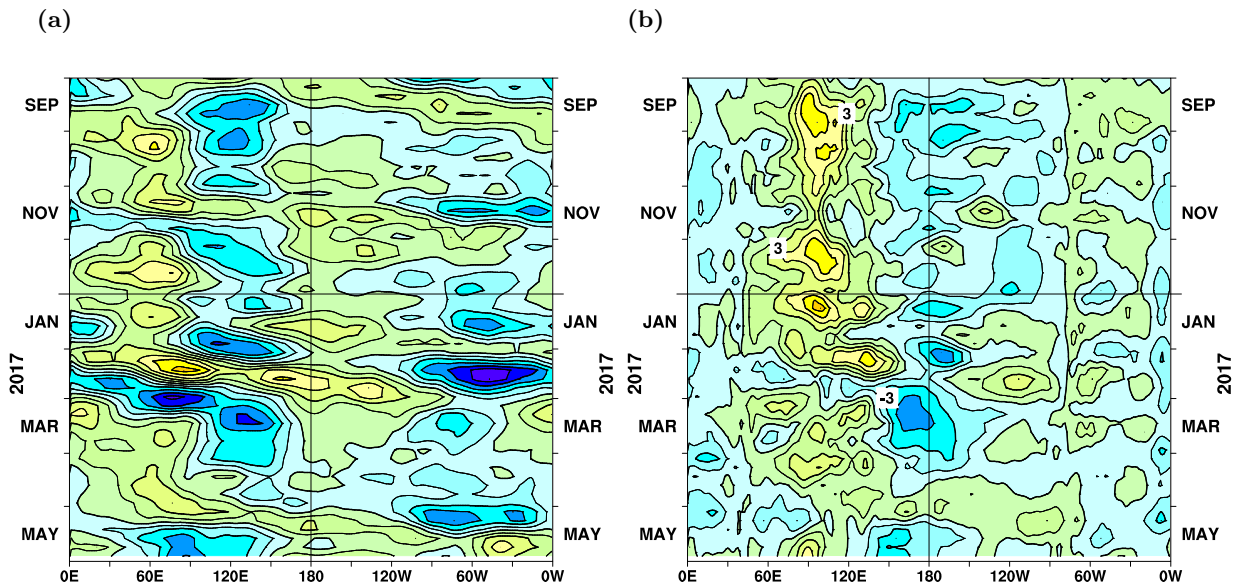 (a) (b)
SEP SEP SEP SEP
3
NOV NOV NOV NOV
3
JAN JAN JAN JAN
2017 2017 2017 2017
-3
MAR MAR MAR MAR
MAY MAY MAY MAY
0E 60E 120E 180 120W 60W 0W 0E 60E 120E 180 120W 60W 0W